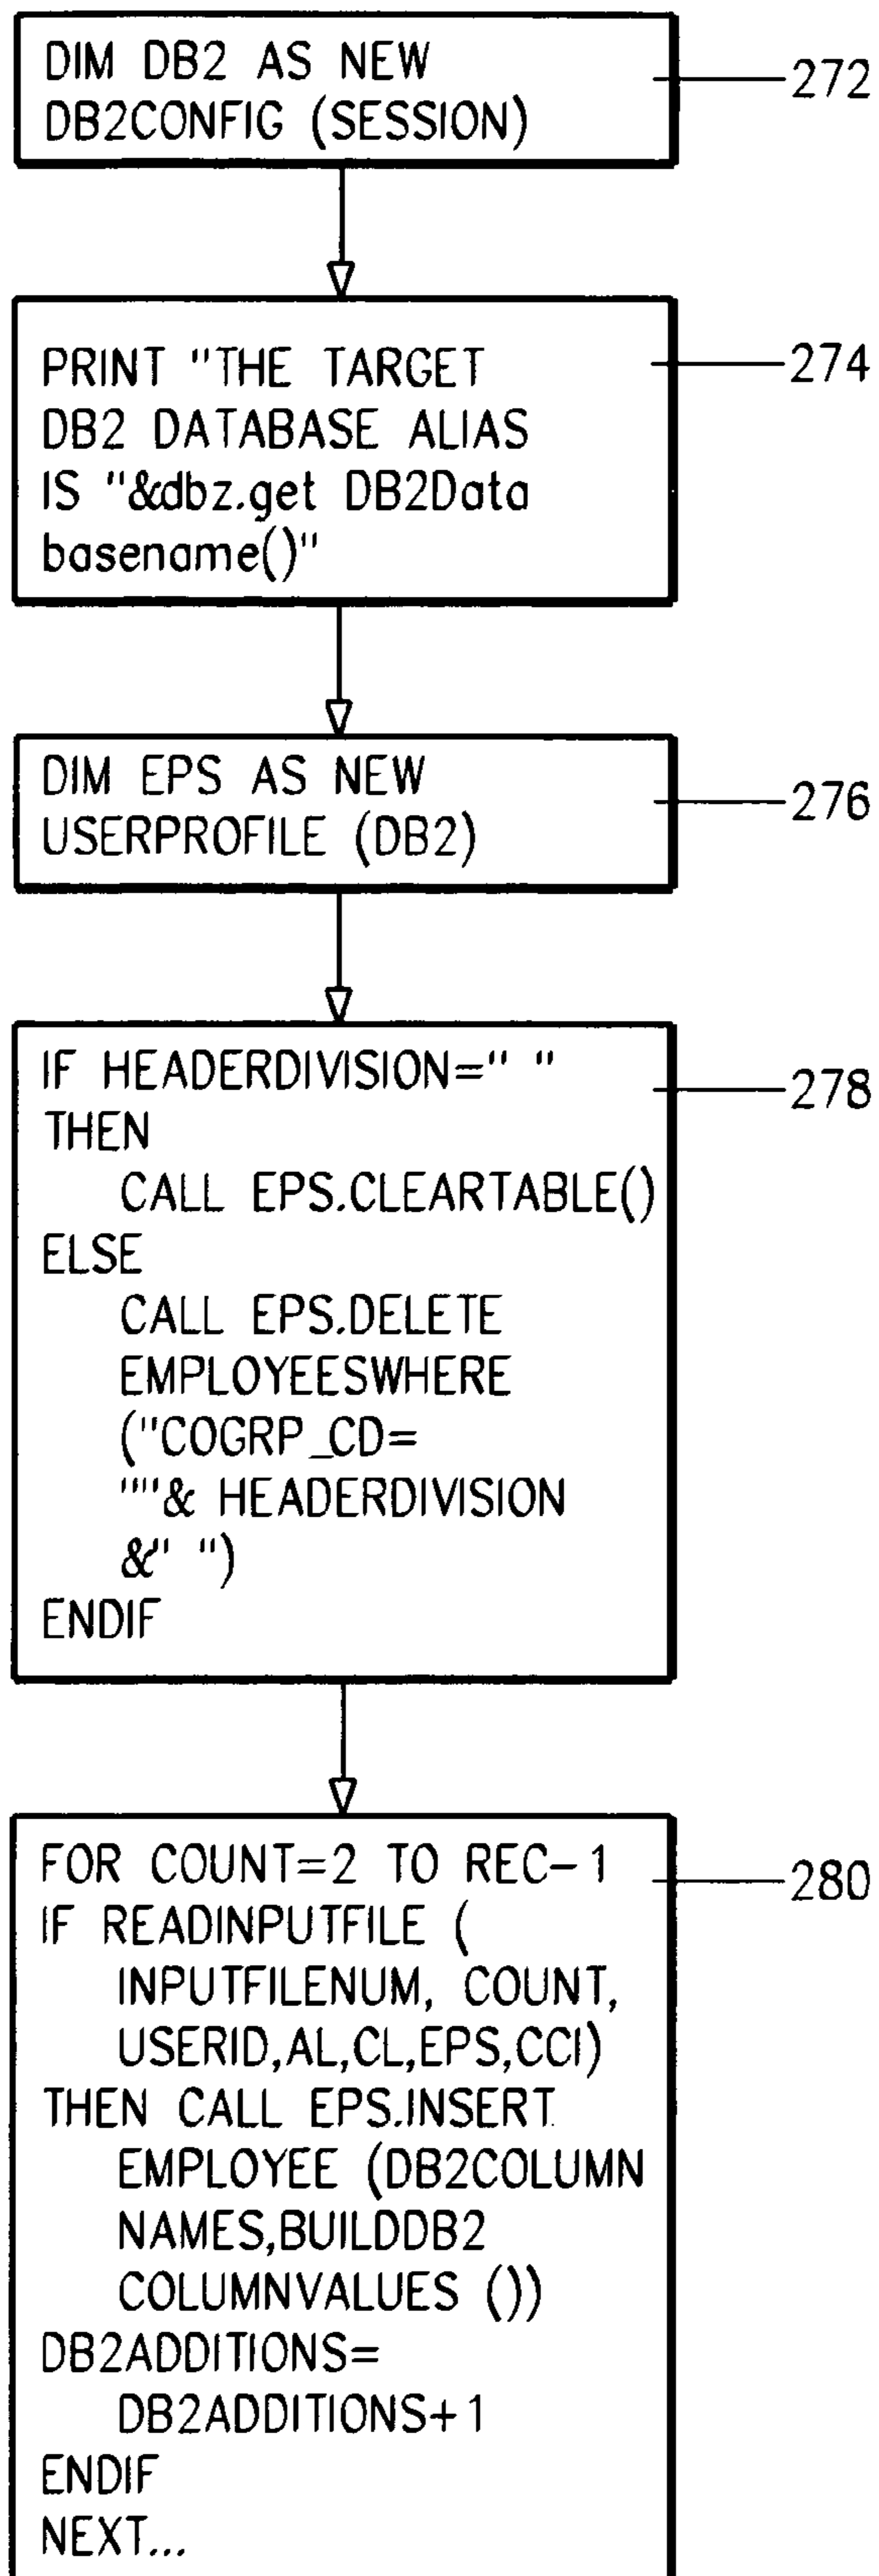 DIM DB2 AS NEW
DB2CONFIG (SESSION)
272
PRINT "THE TARGET
DB2 DATABASE ALIAS
IS "&dbz.get DB2Data
basename()"
274
DIM EPS AS NEW
USERPROFILE (DB2)
276
IF HEADERDIVISION=" "
THEN
CALL EPS.CLEARTABLE()
ELSE
CALL EPS.DELETE
EMPLOYEESWHERE
("COGRP_CD=
""& HEADERDIVISION
&" ")
ENDIF
278
FOR COUNT=2 TO REC-1
IF READINPUTFILE (
INPUTFILENUM, COUNT,
USERID,AL,CL,EPS,CCI)
THEN CALL EPS.INSERT
EMPLOYEE (DB2COLUMN
NAMES,BUILDDB2
COLUMNVALUES ())
DB2ADDITIONS=
DB2ADDITIONS+1
ENDIF
NEXT...
280